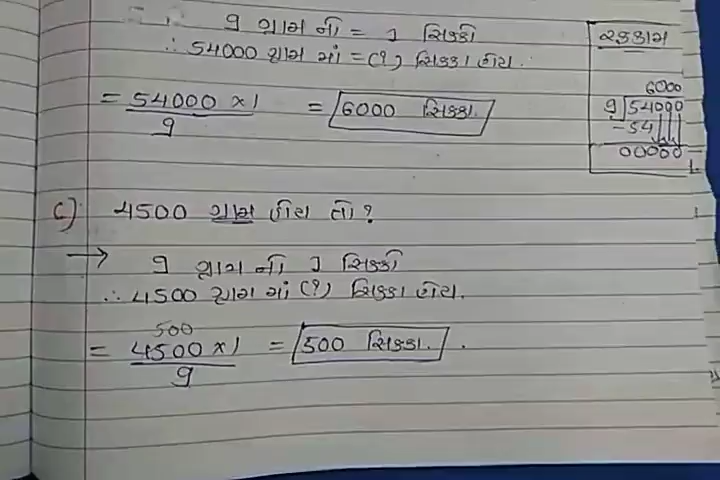 9 ગ્રામ નો = 1 સિક્કો
∴ 54000 ગ્રામ માં = (?) સિક્કા હોય.
= 54000 × 1 / 9 = 6000 સિક્કા.
રફકામ
6000
9 54000
- 54
00000
c) 4500 ગ્રામ હોય તો?
→ 9 ગ્રામ નો 1 સિક્કો
∴ 4500 ગ્રામ માં (?) સિક્કા હોય.
500
= 4500 × 1 / 9 = 500 સિક્કા.